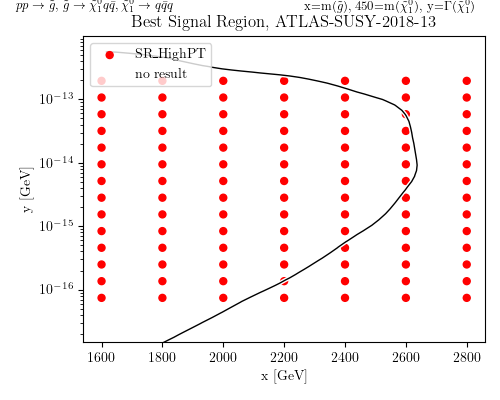 pp → g̃, g̃ → χ̃₁⁰qq̄, χ̃₁⁰ → qq̄q x=m(g̃), 450=m(χ̃₁⁰), y=Γ(χ̃₁⁰)
Best Signal Region, ATLAS-SUSY-2018-13
SR_HighPT
no result
10⁻¹³
10⁻¹⁴
10⁻¹⁵
10⁻¹⁶
y [GeV]
1600 1800 2000 2200 2400 2600 2800
x [GeV]